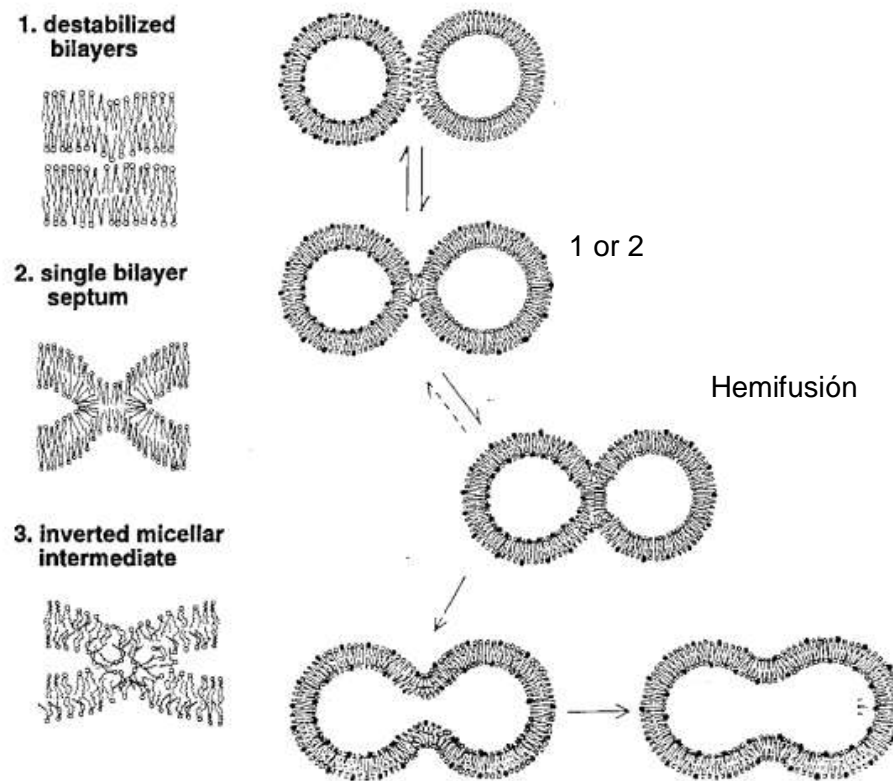 1. destabilized
bilayers
2. single bilayer
septum
3. inverted micellar
intermediate
1 or 2
Hemifusión